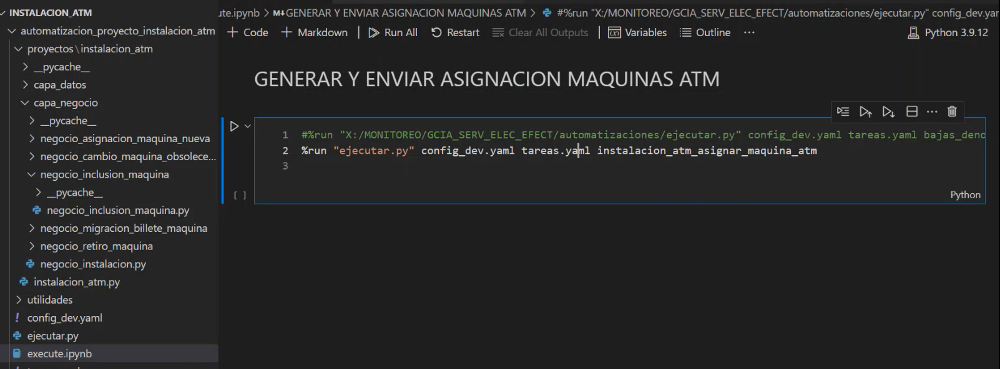 INSTALACION_ATM
automatizacion_proyecto_instalacion_atm
proyectos\instalacion_atm
__pycache__
capa_datos
capa_negocio
__pycache__
negocio_asignacion_maquina_nueva
negocio_cambio_maquina_obsolece...
negocio_inclusion_maquina
__pycache__
negocio_inclusion_maquina.py
negocio_migracion_billete_maquina
negocio_retiro_maquina
negocio_instalacion.py
instalacion_atm.py
utilidades
! config_dev.yaml
ejecutar.py
execute.ipynb
ute.ipynb > M↓GENERAR Y ENVIAR ASIGNACION MAQUINAS ATM > #%run "X:/MONITOREO/GCIA_SERV_ELEC_EFECT/automatizaciones/ejecutar.py" config_dev.yar
+ Code + Markdown | Run All Restart Clear All Outputs | Variables Outline ... Python 3.9.12
GENERAR Y ENVIAR ASIGNACION MAQUINAS ATM
1 #%run "X:/MONITOREO/GCIA_SERV_ELEC_EFECT/automatizaciones/ejecutar.py" config_dev.yaml tareas.yaml bajas_denc
2 %run "ejecutar.py" config_dev.yaml tareas.yaml instalacion_atm_asignar_maquina_atm
3
[ ]
Python